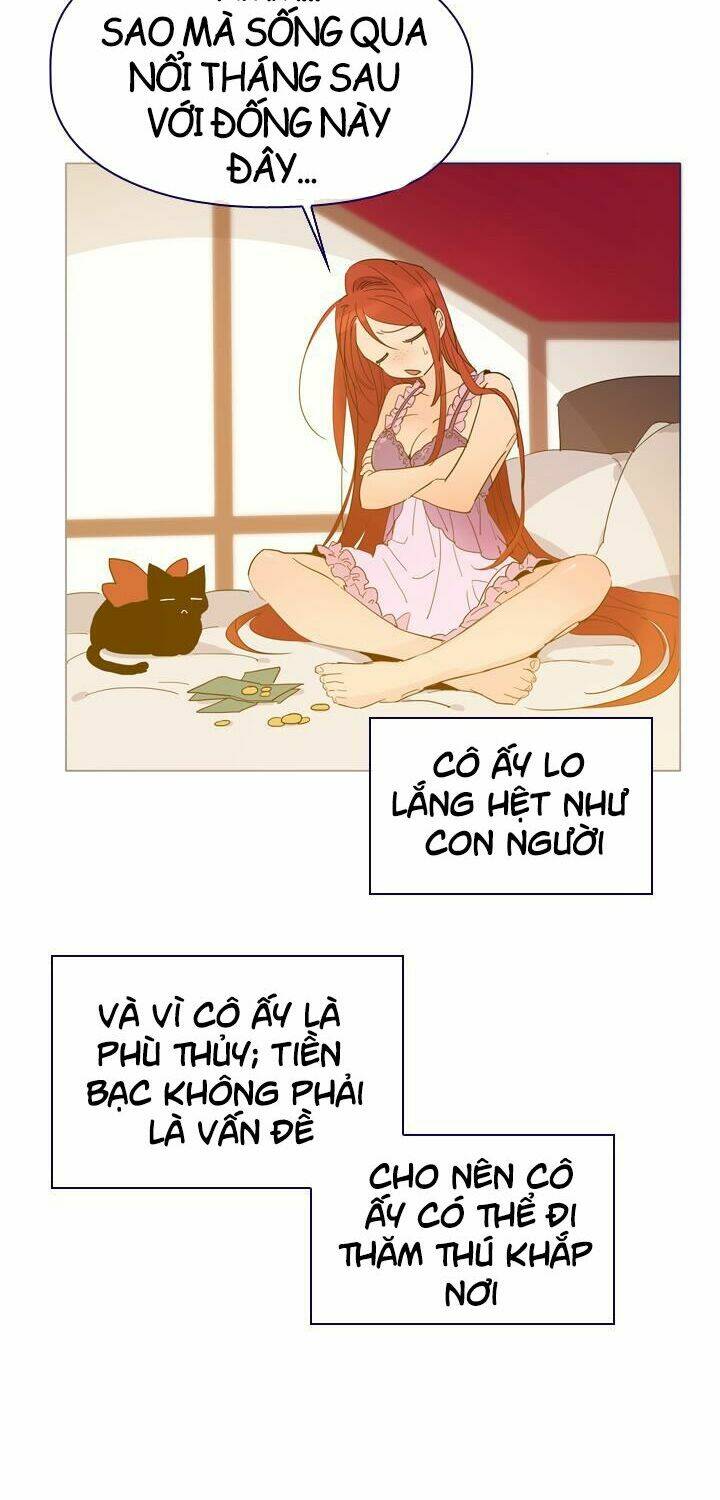 SAO MÀ SỐNG QUA
NỔI THÁNG SAU
VỚI ĐỐNG NÀY
ĐÂY...
CÔ ẤY LO
LẮNG HỆT NHƯ
CON NGƯỜI
VÀ VÌ CÔ ẤY LÀ
PHÙ THỦY; TIỀN
BẠC KHÔNG PHẢI
LÀ VẤN ĐỀ
CHO NÊN CÔ
ẤY CÓ THỂ ĐI
THĂM THÚ KHẮP
NƠI